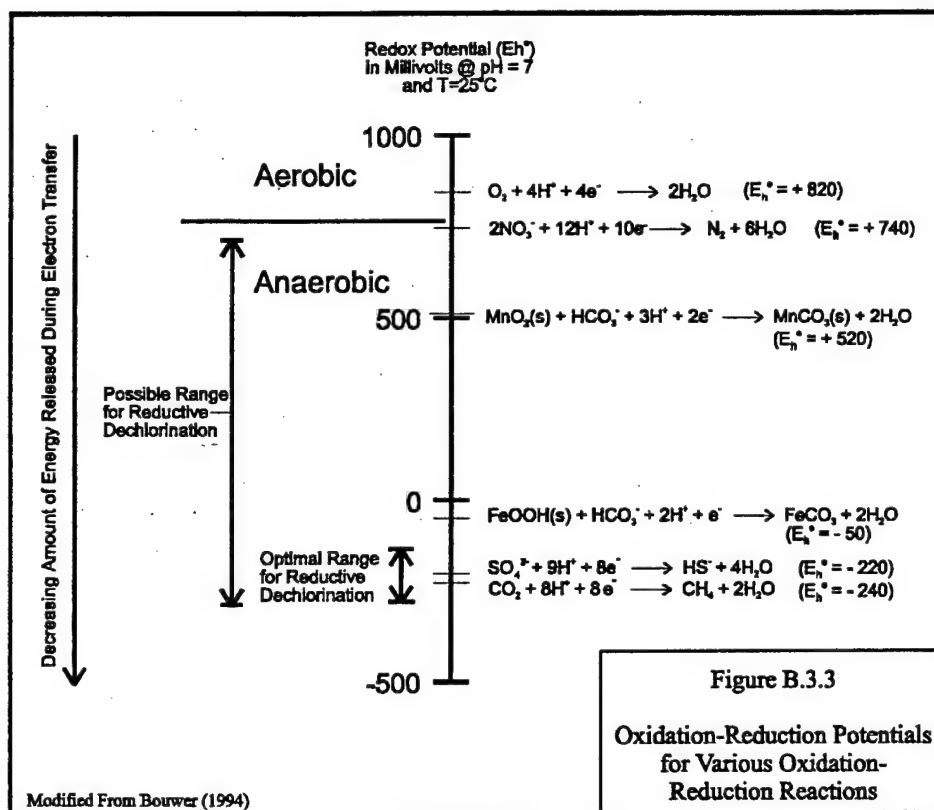 Redox Potential (Eh°)
in Millivolts @ pH = 7
and T=25°C
1000
Aerobic
O₂ + 4H⁺ + 4e⁻ ⟶ 2H₂O (Eₕ° = + 820)
2NO₃⁻ + 12H⁺ + 10e⁻ ⟶ N₂ + 6H₂O (Eₕ° = + 740)
Anaerobic
500
MnO₂(s) + HCO₃⁻ + 3H⁺ + 2e⁻ ⟶ MnCO₃(s) + 2H₂O
(Eₕ° = + 520)
Decreasing Amount of Energy Released During Electron Transfer
Possible Range
for Reductive
Dechlorination
0
FeOOH(s) + HCO₃⁻ + 2H⁺ + e⁻ ⟶ FeCO₃ + 2H₂O
(Eₕ° = - 50)
Optimal Range
for Reductive
Dechlorination
SO₄²⁻ + 9H⁺ + 8e⁻ ⟶ HS⁻ + 4H₂O (Eₕ° = - 220)
CO₂ + 8H⁺ + 8e⁻ ⟶ CH₄ + 2H₂O (Eₕ° = - 240)
-500
Figure B.3.3
Oxidation-Reduction Potentials
for Various Oxidation-
Reduction Reactions
Modified From Bouwer (1994)